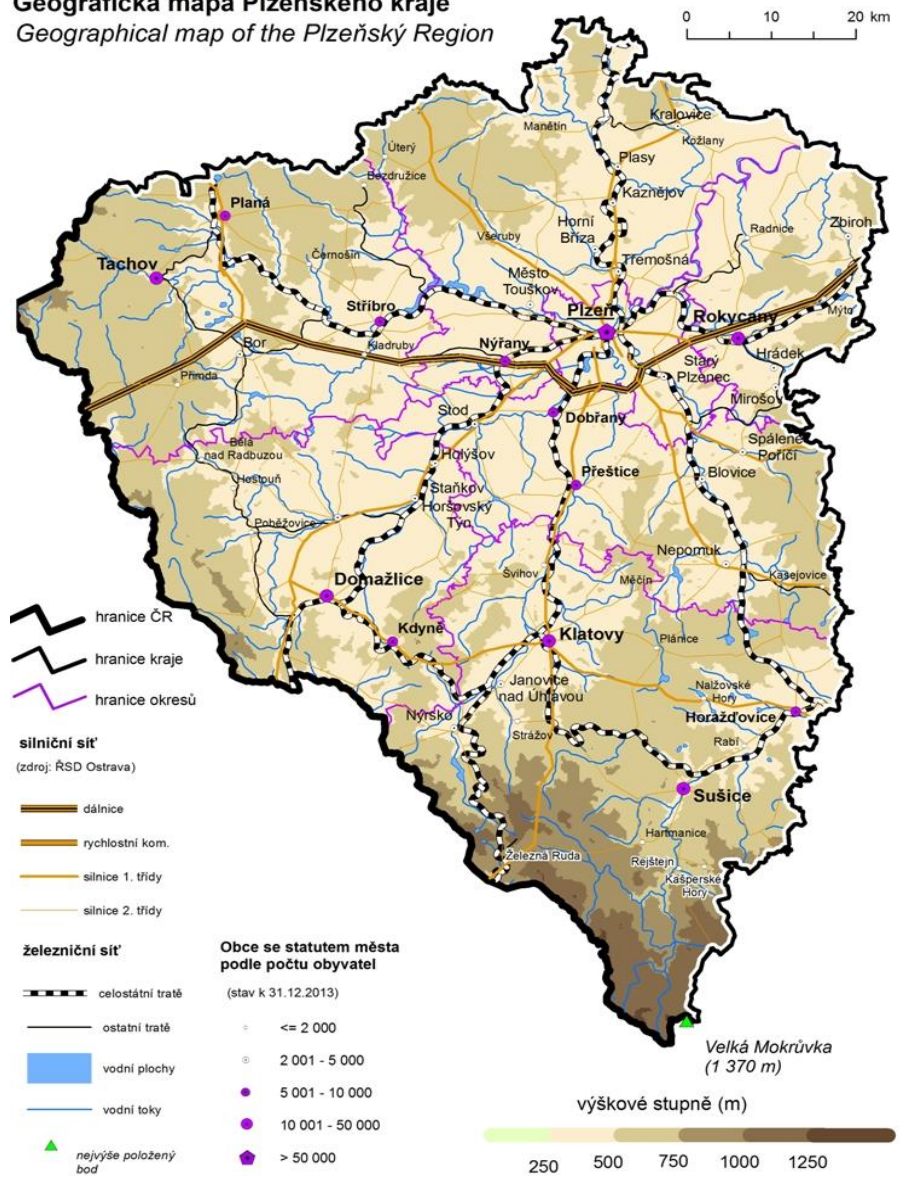 Geografická mapa Plzeňského kraje
Geographical map of the Plzeňský Region
0 10 20 km
Kralovice
Manětín
Kožlany
Úterý
Plasy
Bezdružice
Kaznějov
Planá
Horní
Bříza
Zbiroh
Radnice
Všeruby
Černošín
Třemošná
Tachov
Město
Touškov
Stříbro
Plzeň
Rokycany
Mýto
Bor
Kladruby
Nýřany
Starý
Plzenec
Hrádek
Přimda
Mirošov
Stod
Dobřany
Bělá
nad Radbuzou
Spálené
Poříčí
Holýšov
Přeštice
Blovice
Hostouň
Staňkov
Horšovský
Týn
Poběžovice
Nepomuk
Švihov
Měčín
Kasejovice
Domažlice
Kdyně
Klatovy
Plánice
Janovice
nad Úhlavou
Nalžovské
Hory
Nýrsko
Horažďovice
Strážov
Rabí
Sušice
Hartmanice
Železná Ruda
Rejštejn
Kašperské
Hory
Velká Mokrůvka
(1 370 m)
hranice ČR
hranice kraje
hranice okresů
silniční síť
(zdroj: ŘSD Ostrava)
dálnice
rychlostní kom.
silnice 1. třídy
silnice 2. třídy
železniční síť
celostátní tratě
ostatní tratě
vodní plochy
vodní toky
nejvýše položený
bod
Obce se statutem města
podle počtu obyvatel
(stav k 31.12.2013)
<= 2 000
2 001 - 5 000
5 001 - 10 000
10 001 - 50 000
> 50 000
výškové stupně (m)
250 500 750 1000 1250